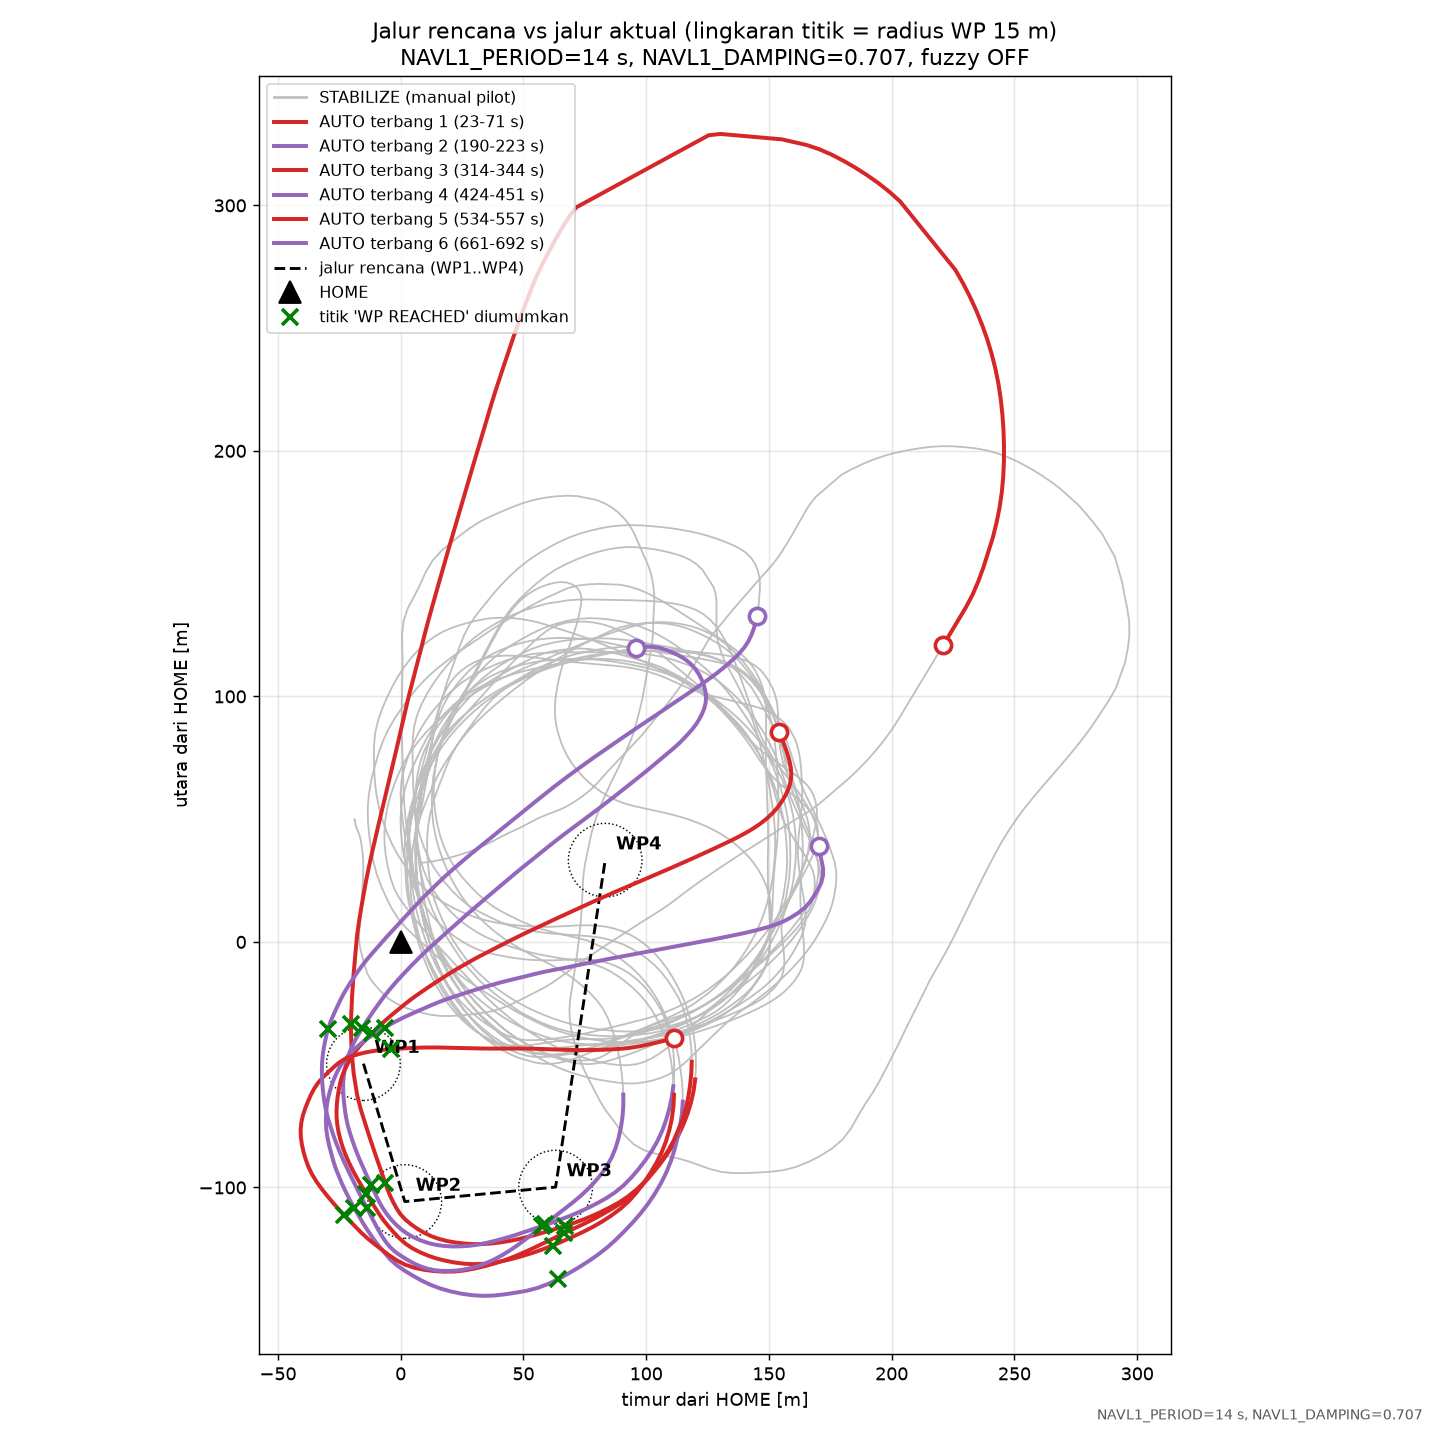 Jalur rencana vs jalur aktual (lingkaran titik = radius WP 15 m)
NAVL1_PERIOD=14 s, NAVL1_DAMPING=0.707, fuzzy OFF
STABILIZE (manual pilot)
AUTO terbang 1 (23-71 s)
AUTO terbang 2 (190-223 s)
AUTO terbang 3 (314-344 s)
AUTO terbang 4 (424-451 s)
AUTO terbang 5 (534-557 s)
AUTO terbang 6 (661-692 s)
jalur rencana (WP1..WP4)
HOME
titik 'WP REACHED' diumumkan
300
200
100
0
−100
utara dari HOME [m]
WP4
WP1
WP3
WP2
−50
0
50
100
150
200
250
300
timur dari HOME [m]
NAVL1_PERIOD=14 s, NAVL1_DAMPING=0.707